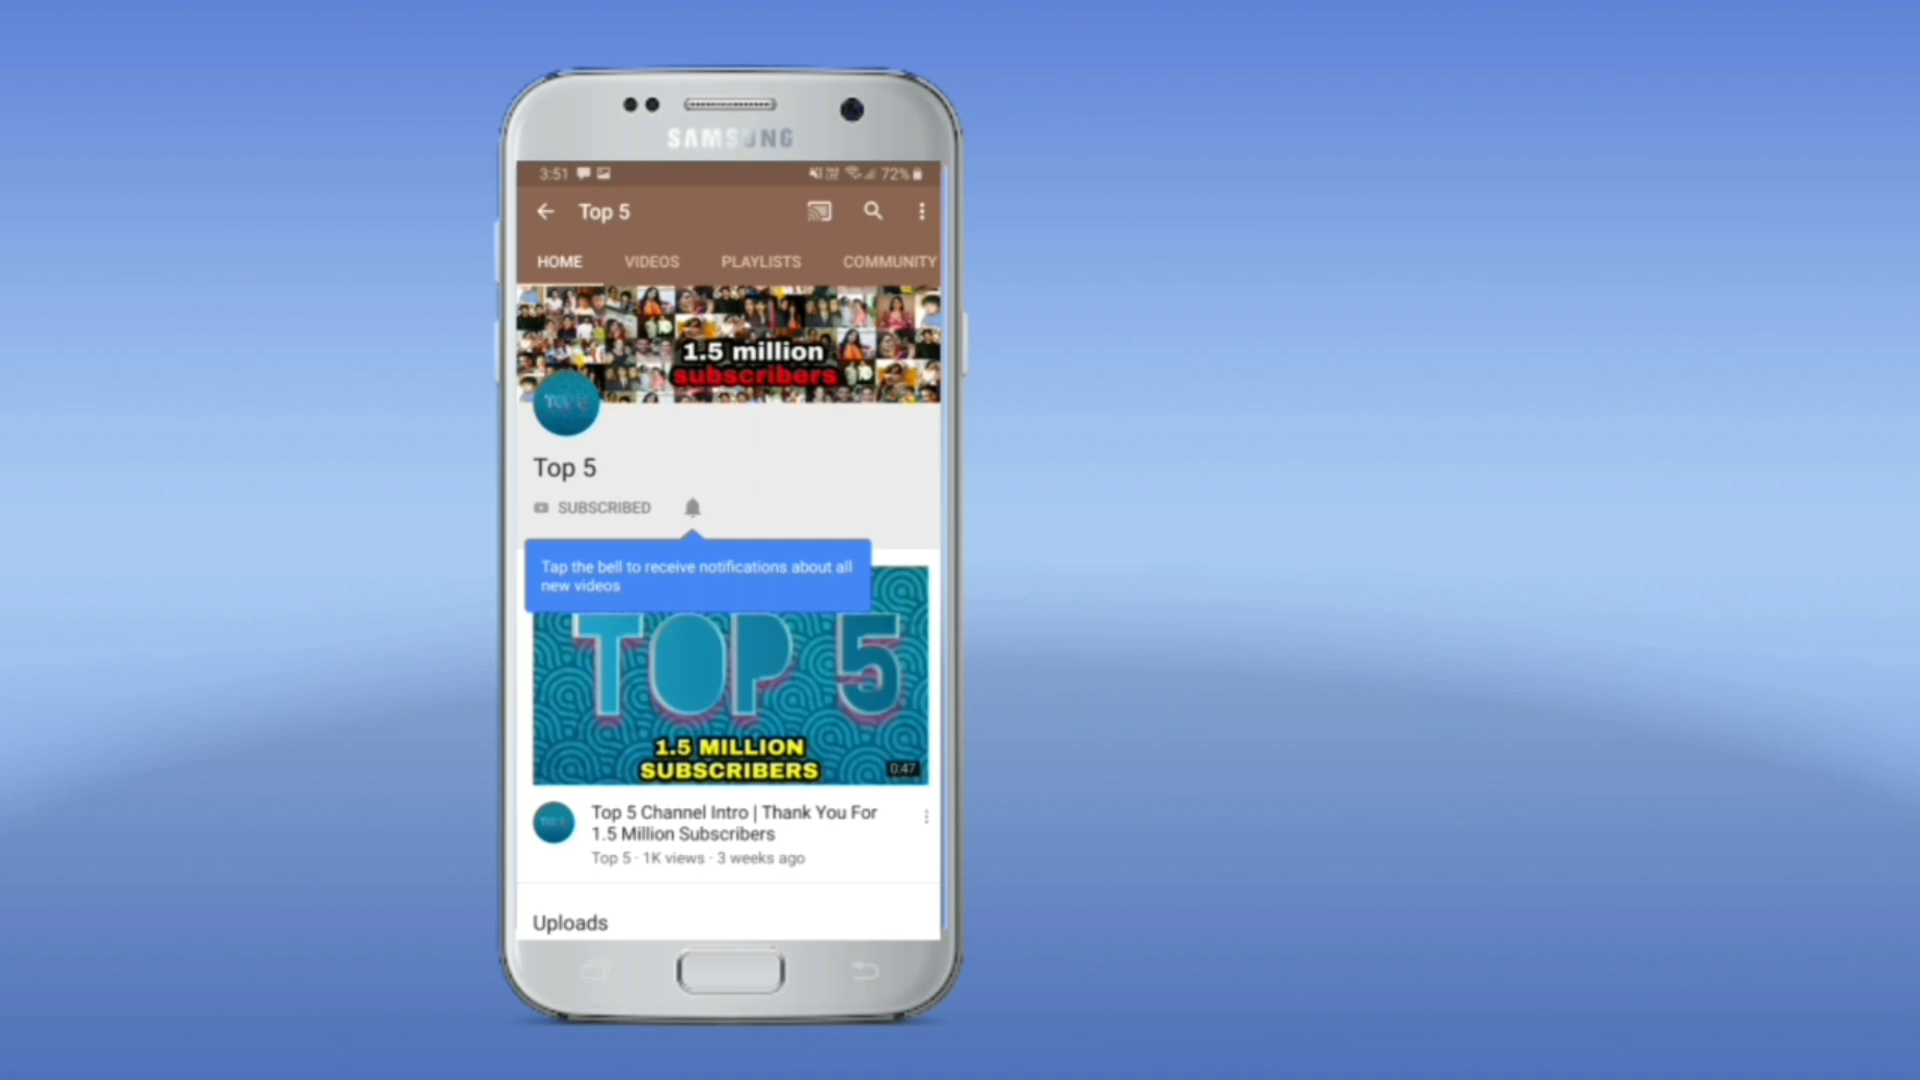 SAMSUNG
3:51 72%
Top 5
HOME VIDEOS PLAYLISTS COMMUNITY
1.5 million
subscribers
TOP 5
Top 5
SUBSCRIBED
Tap the bell to receive notifications about all
new videos
TOP 5
1.5 MILLION
SUBSCRIBERS
0:47
Top 5 Channel Intro | Thank You For
1.5 Million Subscribers
Top 5 · 1K views · 3 weeks ago
Uploads